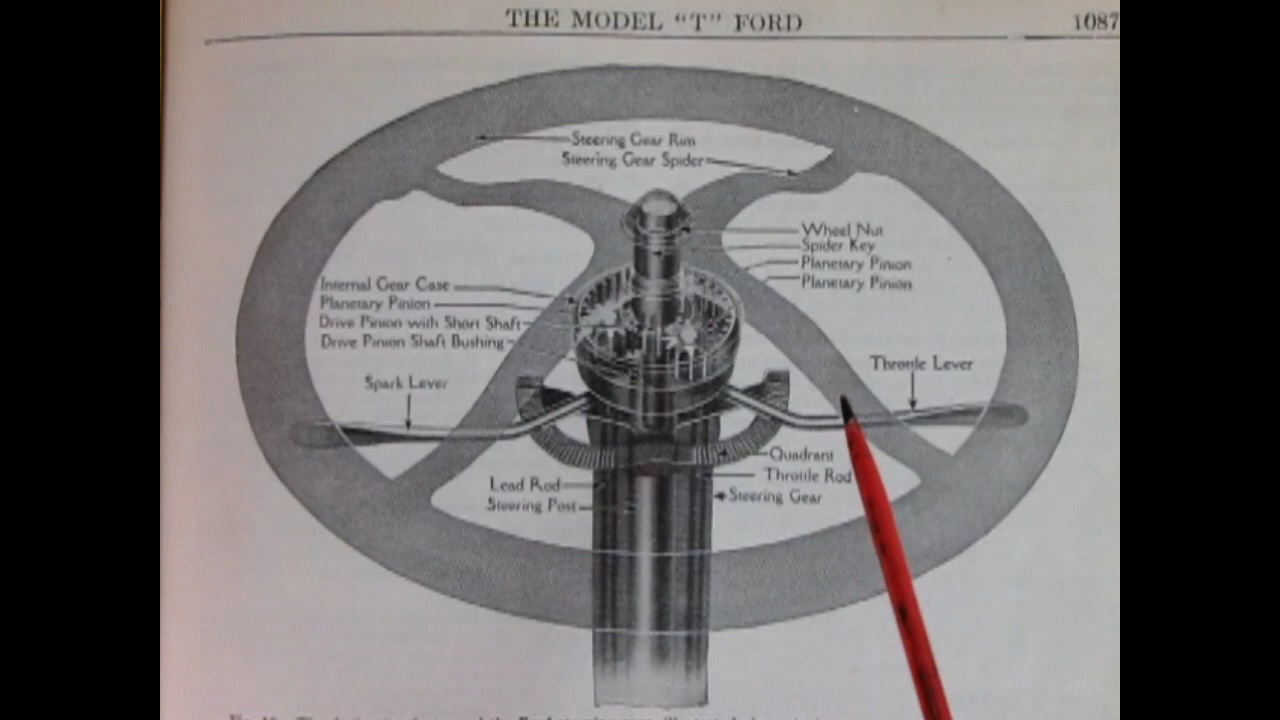 THE MODEL "T" FORD
1087
Steering Gear Rim
Steering Gear Spider
Wheel Nut
Spider Key
Planetary Pinion
Planetary Pinion
Internal Gear Case
Planetary Pinion
Drive Pinion with Short Shaft
Drive Pinion Shaft Bushing
Throttle Lever
Spark Lever
Quadrant
Throttle Rod
Lead Rod
Steering Gear
Steering Post